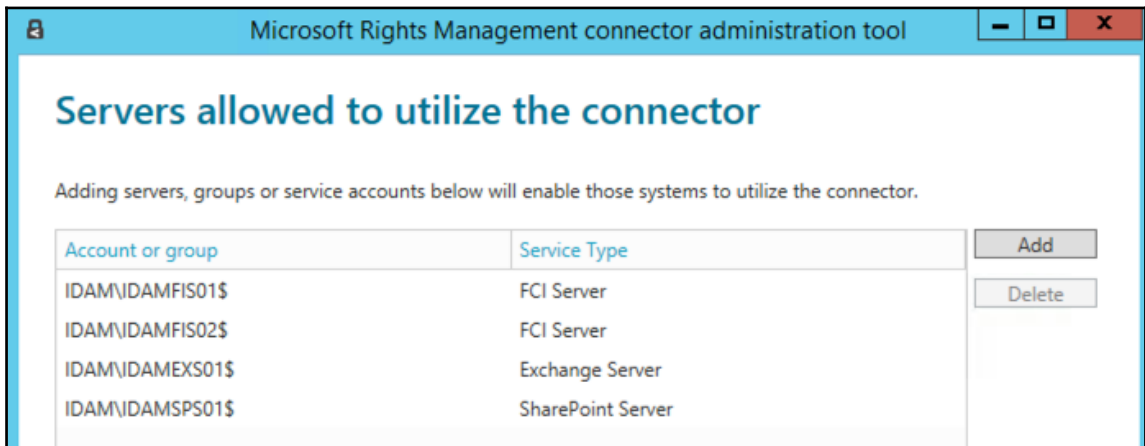 Microsoft Rights Management connector administration tool
Servers allowed to utilize the connector
Adding servers, groups or service accounts below will enable those systems to utilize the connector.
Account or group Service Type Add
IDAM\IDAMFIS01$ FCI Server Delete
IDAM\IDAMFIS02$ FCI Server
IDAM\IDAMEXS01$ Exchange Server
IDAM\IDAMSPS01$ SharePoint Server